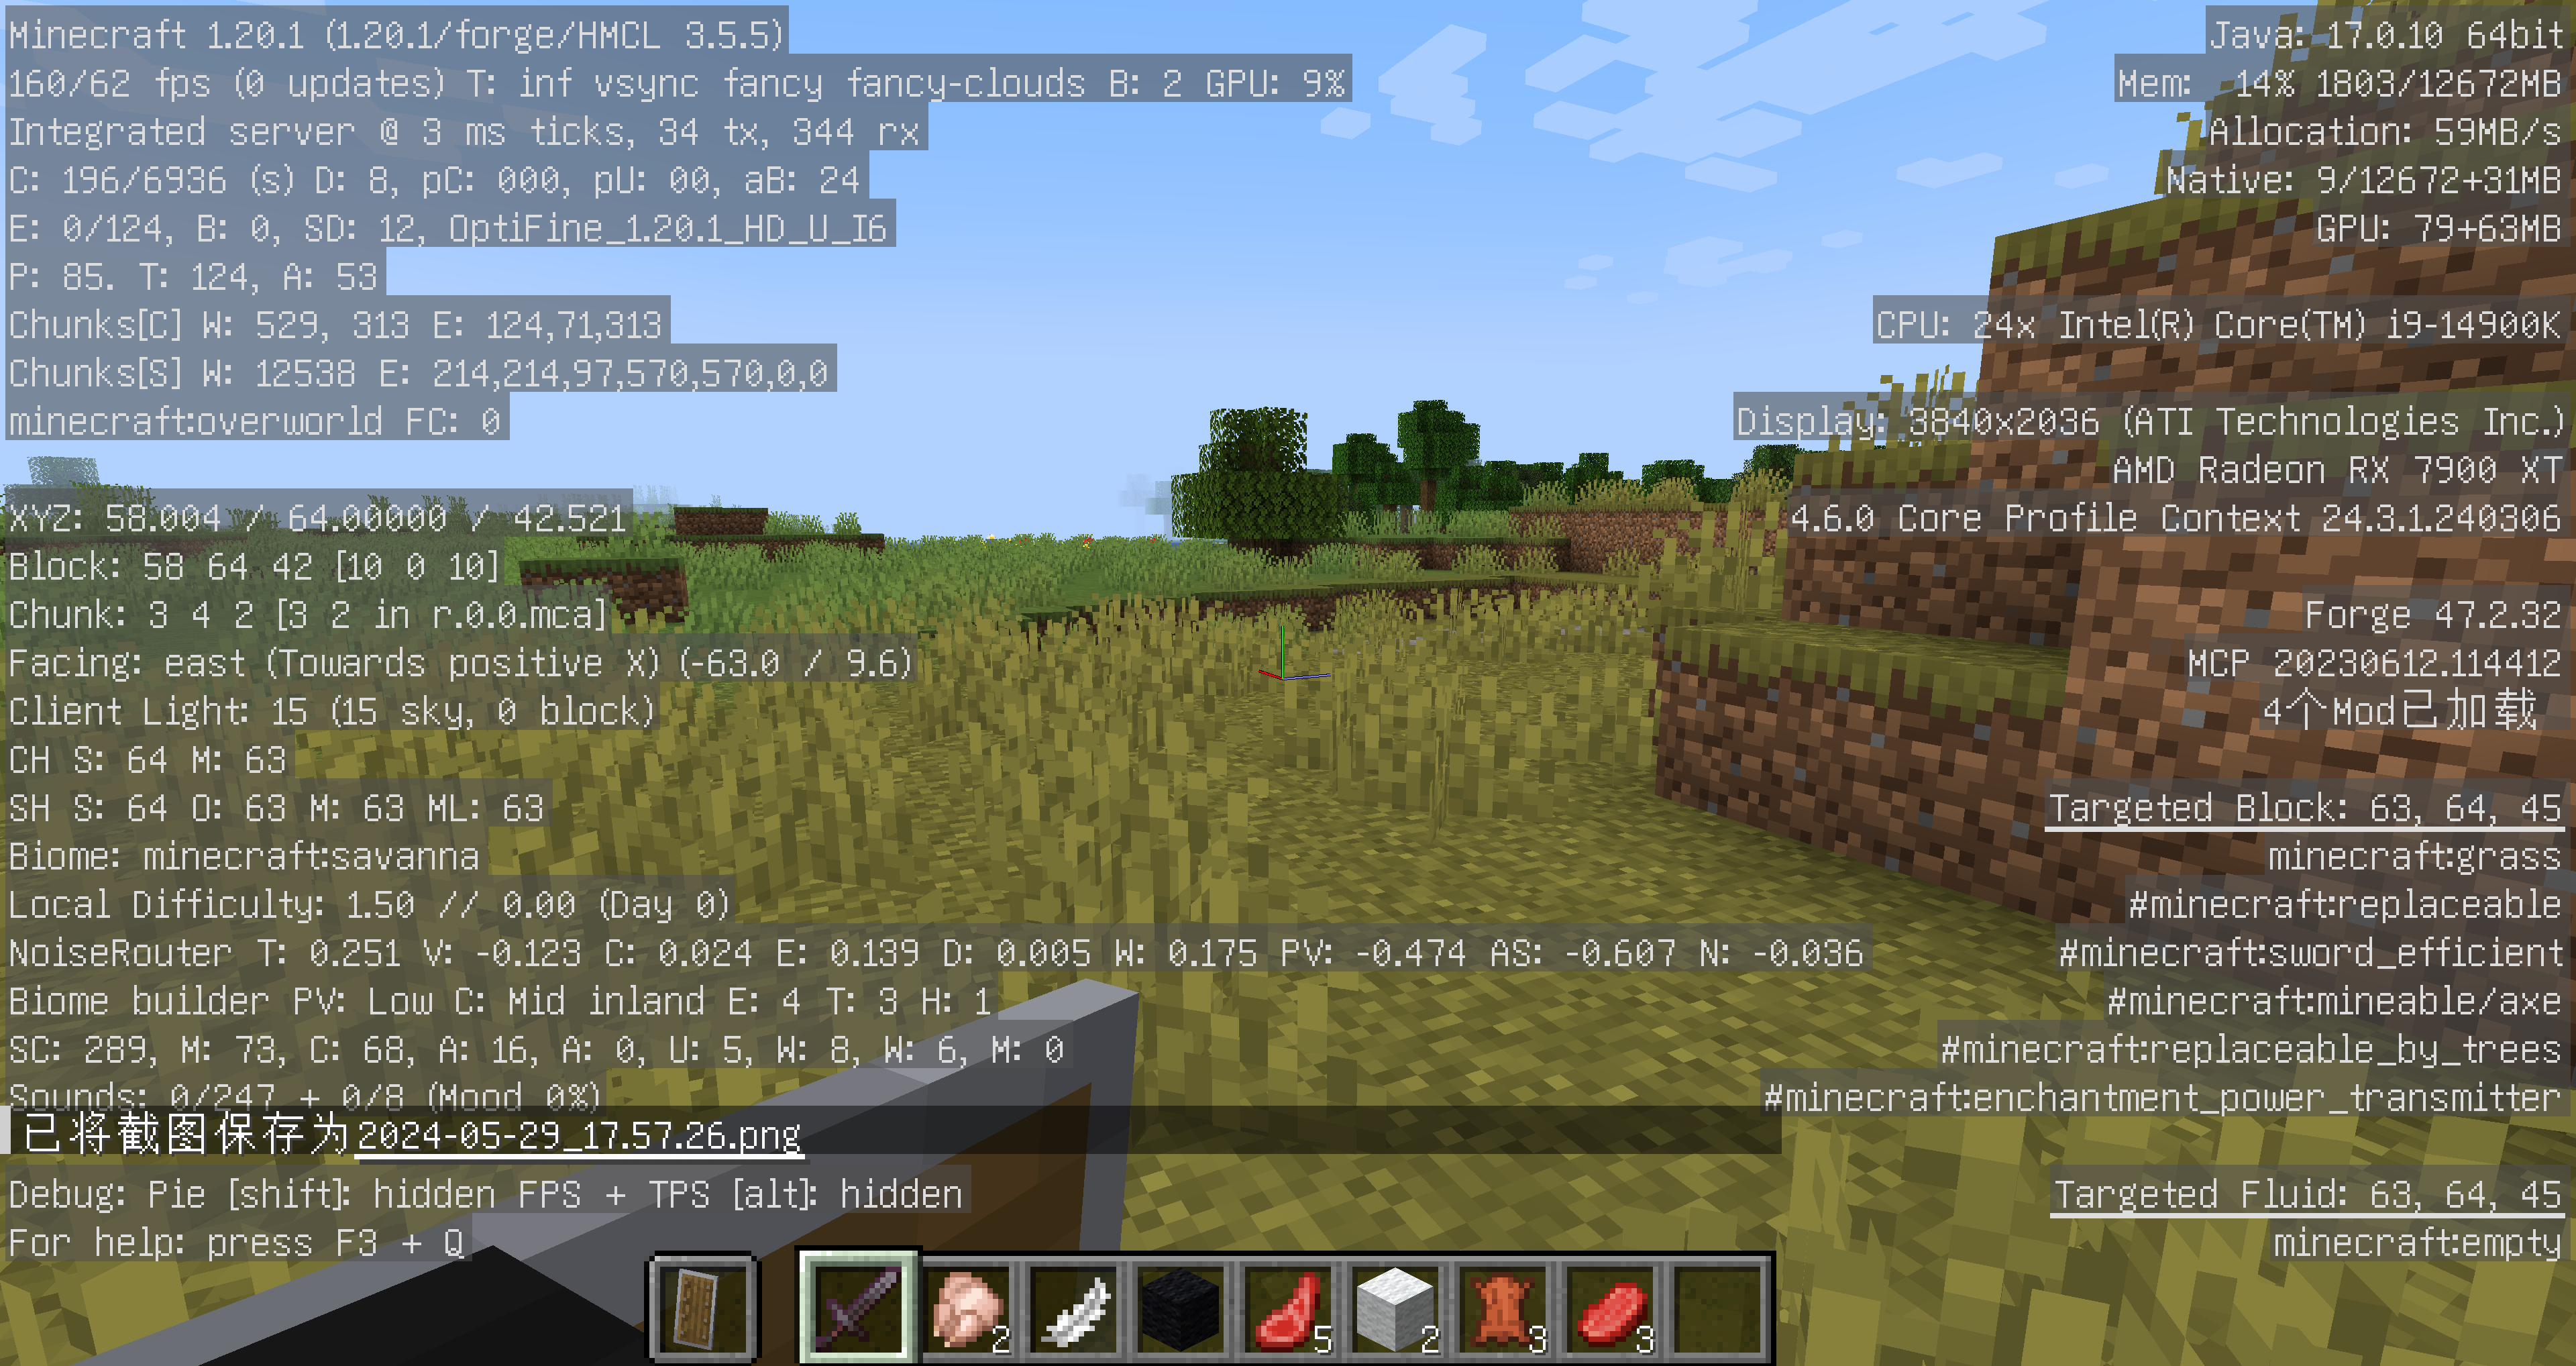 Minecraft 1.20.1 (1.20.1/forge/HMCL 3.5.5)
160/62 fps (0 updates) T: inf vsync fancy fancy-clouds B: 2 GPU: 9%
Integrated server @ 3 ms ticks, 34 tx, 344 rx
C: 196/6936 (s) D: 8, pC: 000, pU: 00, aB: 24
E: 0/124, B: 0, SD: 12, OptiFine_1.20.1_HD_U_I6
P: 85. T: 124, A: 53
Chunks[C] W: 529, 313 E: 124,71,313
Chunks[S] W: 12538 E: 214,214,97,570,570,0,0
minecraft:overworld FC: 0
XYZ: 58.004 / 64.00000 / 42.521
Block: 58 64 42 [10 0 10]
Chunk: 3 4 2 [3 2 in r.0.0.mca]
Facing: east (Towards positive X) (-63.0 / 9.6)
Client Light: 15 (15 sky, 0 block)
CH S: 64 M: 63
SH S: 64 O: 63 M: 63 ML: 63
Biome: minecraft:savanna
Local Difficulty: 1.50 // 0.00 (Day 0)
NoiseRouter T: 0.251 V: -0.123 C: 0.024 E: 0.139 D: 0.005 W: 0.175 PV: -0.474 AS: -0.607 N: -0.036
Biome builder PV: Low C: Mid inland E: 4 T: 3 H: 1
SC: 289, M: 73, C: 68, A: 16, A: 0, U: 5, W: 8, W: 6, M: 0
Sounds: 0/247 + 0/8 (Mood 0%)
已将截图保存为2024-05-29_17.57.26.png
Debug: Pie [shift]: hidden FPS + TPS [alt]: hidden
For help: press F3 + Q
Java: 17.0.10 64bit
Mem: 14% 1803/12672MB
Allocation: 59MB/s
Native: 9/12672+31MB
GPU: 79+63MB
CPU: 24x Intel(R) Core(TM) i9-14900K
Display: 3840x2036 (ATI Technologies Inc.)
AMD Radeon RX 7900 XT
4.6.0 Core Profile Context 24.3.1.240306
Forge 47.2.32
MCP 20230612.114412
4个Mod已加载
Targeted Block: 63, 64, 45
minecraft:grass
#minecraft:replaceable
#minecraft:sword_efficient
#minecraft:mineable/axe
#minecraft:replaceable_by_trees
#minecraft:enchantment_power_transmitter
Targeted Fluid: 63, 64, 45
minecraft:empty
2 5 2 3 3